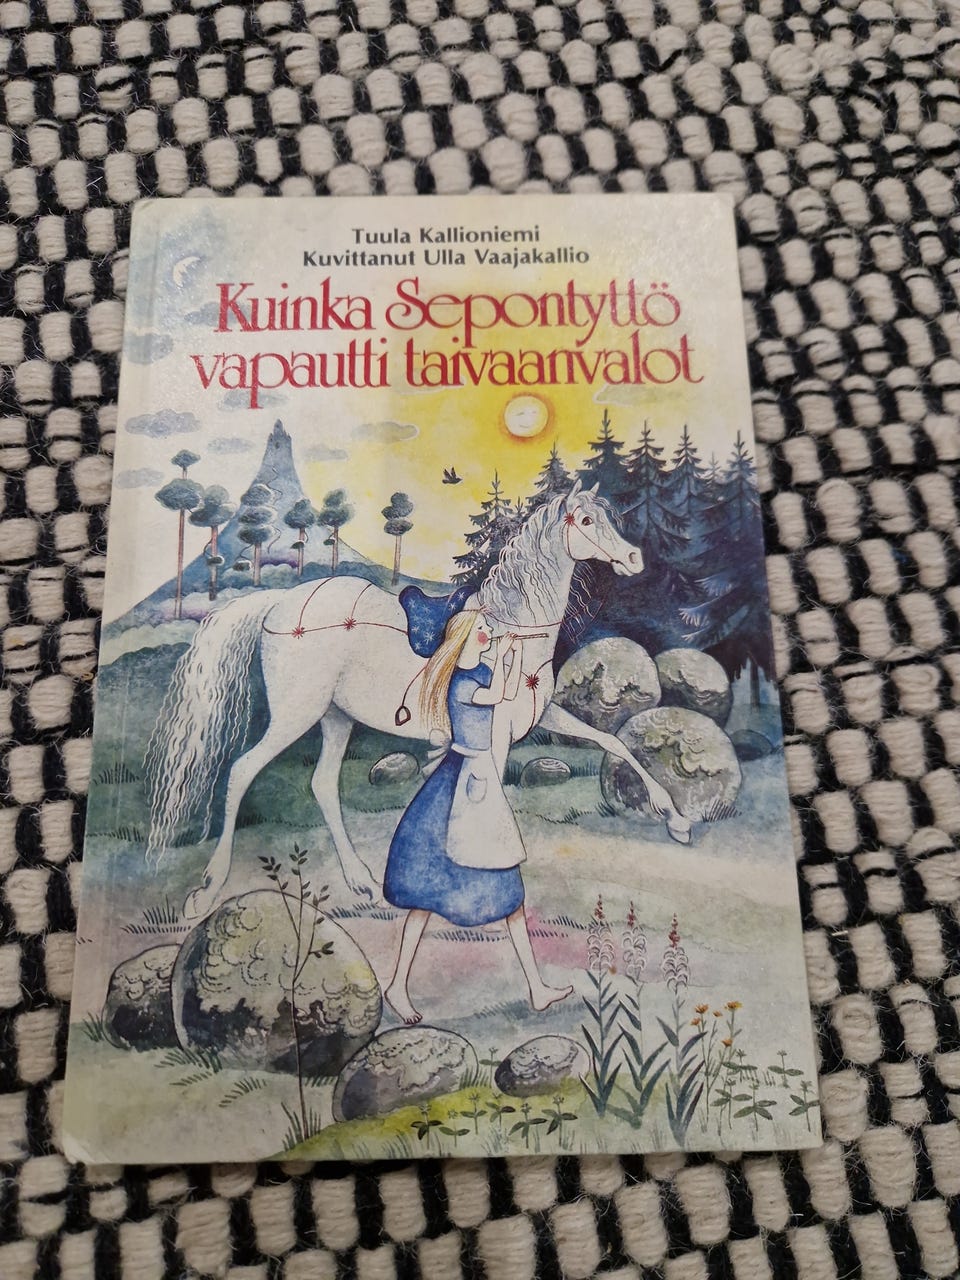 Tuula Kallioniemi
Kuvittanut Ulla Vaajakallio
Kuinka Sepontyttö
vapautti taivaanvalot